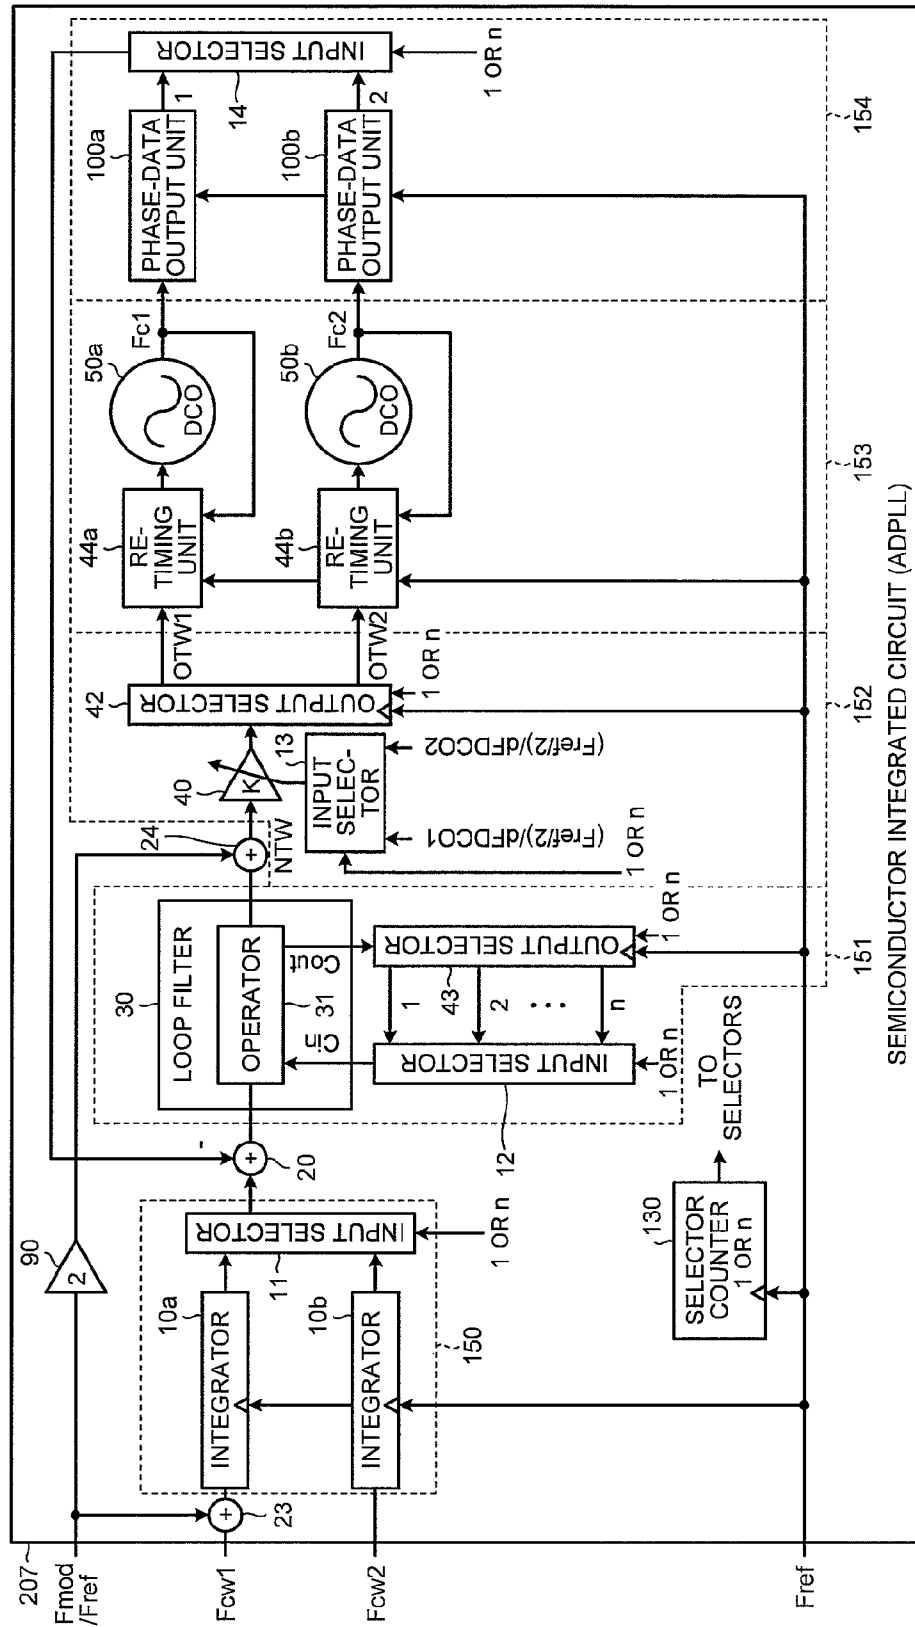 207
Fmod
/Fref
Fcw1
Fcw2
Fref
90
2
+
23
10a
INTEGRATOR
10b
INTEGRATOR
150
11
INPUT SELECTOR
1 OR n
-
+
20
130
SELECTOR
COUNTER
1 OR n
TO
SELECTORS
30
LOOP FILTER
OPERATOR
31
Cin
Cout
12
INPUT SELECTOR
1 OR n
1
2
...
n
43
OUTPUT SELECTOR
1 OR n
151
24
+
NTW
40
K
13
INPUT
SELEC-
TOR
1 OR n
(Fref/2)/dFDCO1
(Fref/2)/dFDCO2
42
OUTPUT SELECTOR
1 OR n
152
OTW1
OTW2
44a
RE-
TIMING
UNIT
44b
RE-
TIMING
UNIT
50a
DCO
50b
DCO
153
Fc1
Fc2
100a
PHASE-DATA
OUTPUT UNIT
100b
PHASE-DATA
OUTPUT UNIT
1
2
14
INPUT SELECTOR
1 OR n
154
SEMICONDUCTOR INTEGRATED CIRCUIT (ADPLL)